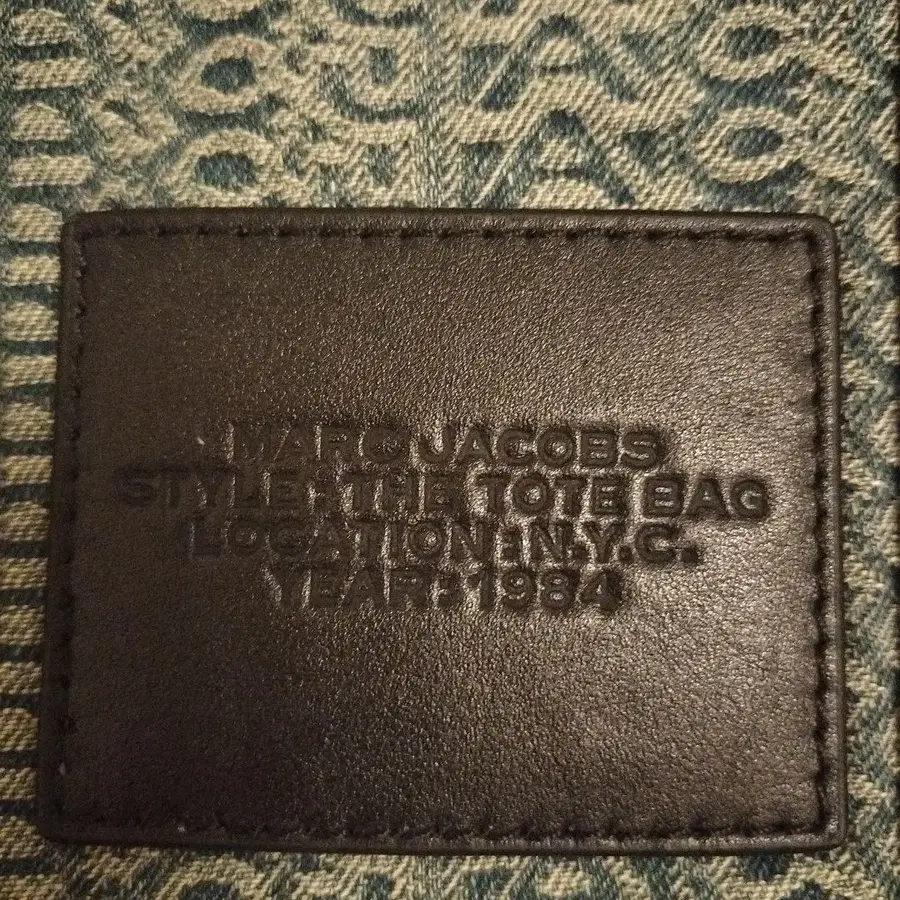 MARC JACOBS
STYLE: THE TOTE BAG
LOCATION: N.Y.C.
YEAR: 1984